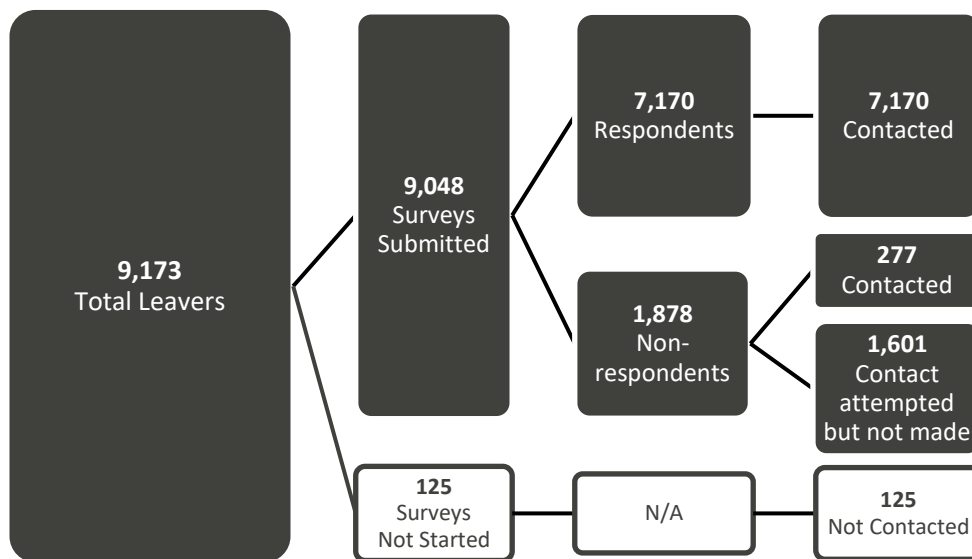 9,173
Total Leavers
9,048
Surveys
Submitted
7,170
Respondents
7,170
Contacted
1,878
Non-
respondents
277
Contacted
1,601
Contact
attempted
but not made
125
Surveys
Not Started
N/A
125
Not Contacted